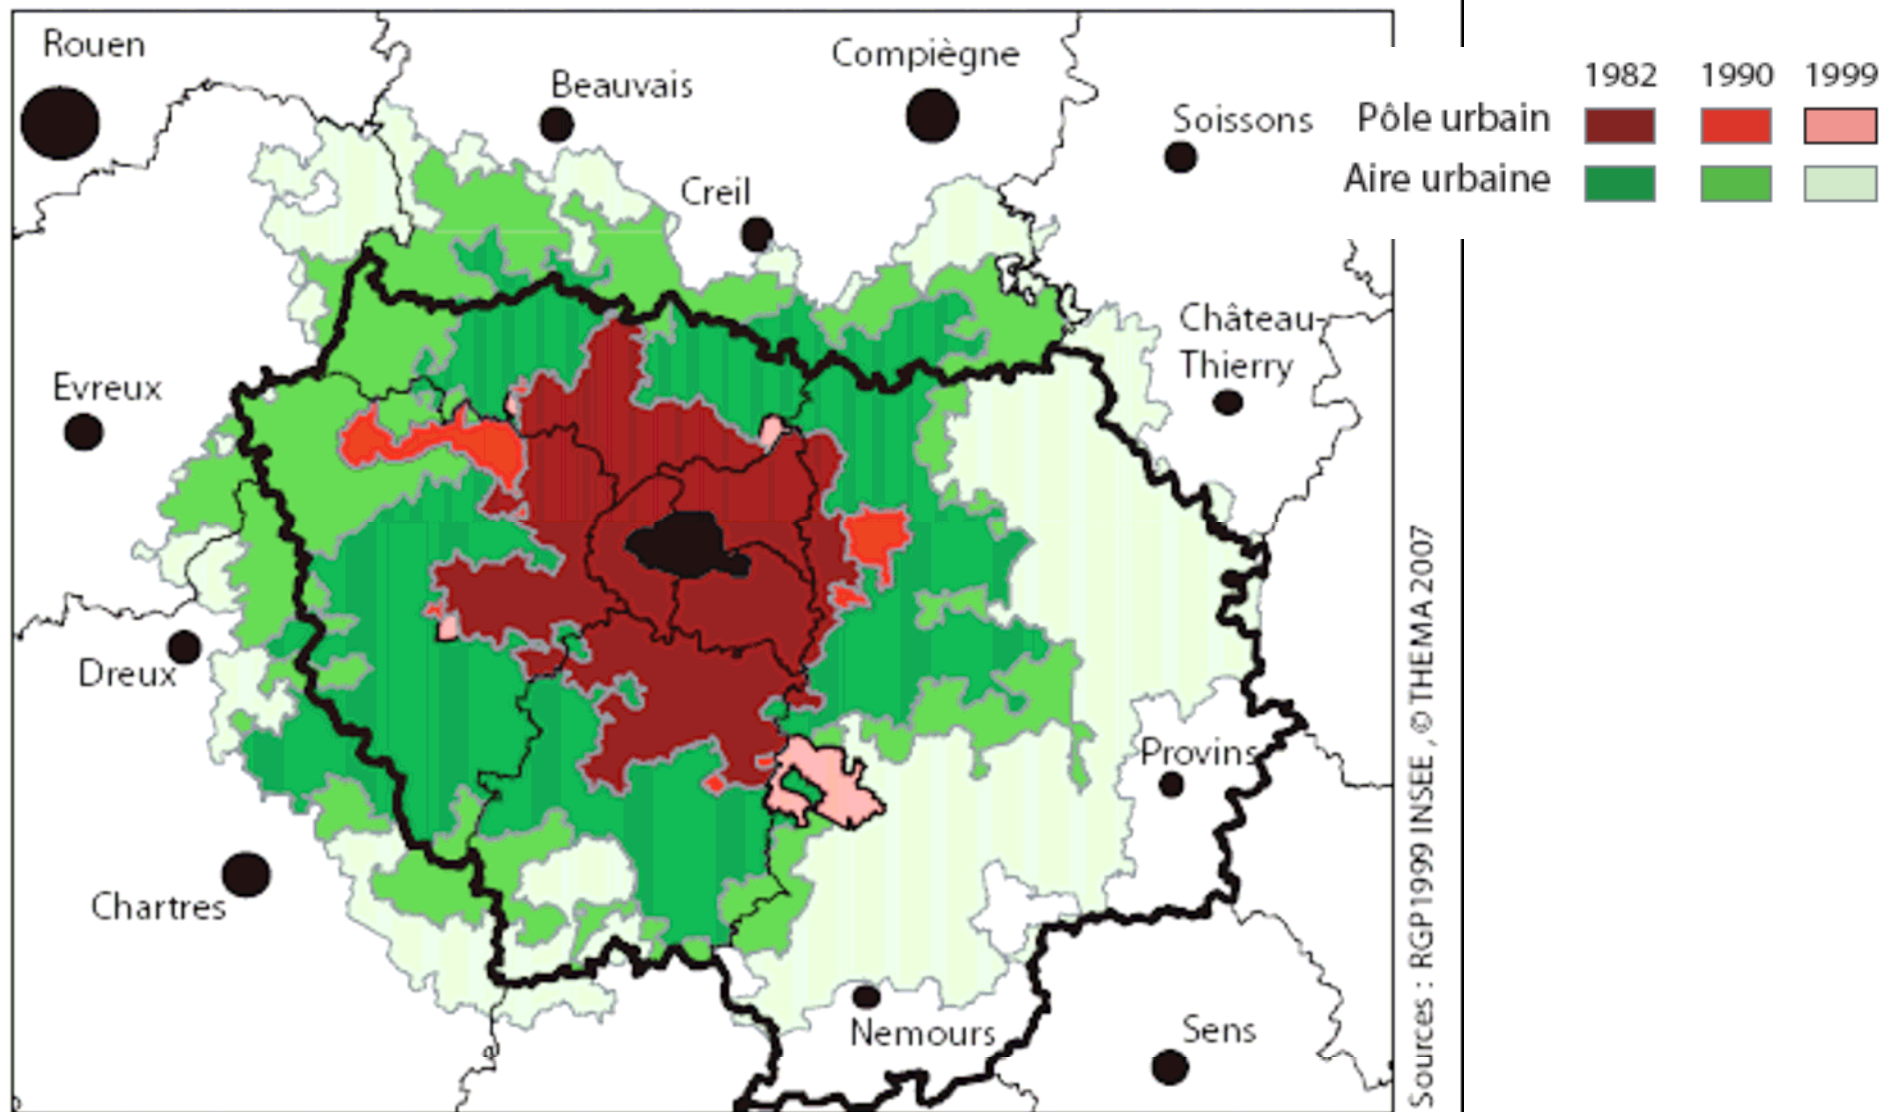 Rouen
Beauvais
Compiègne
Soissons
Creil
Château-
Thierry
Evreux
Dreux
Provins
Chartres
Nemours
Sens
1982 1990 1999
Pôle urbain
Aire urbaine
Sources : RGP1999 INSEE, © THEMA 2007